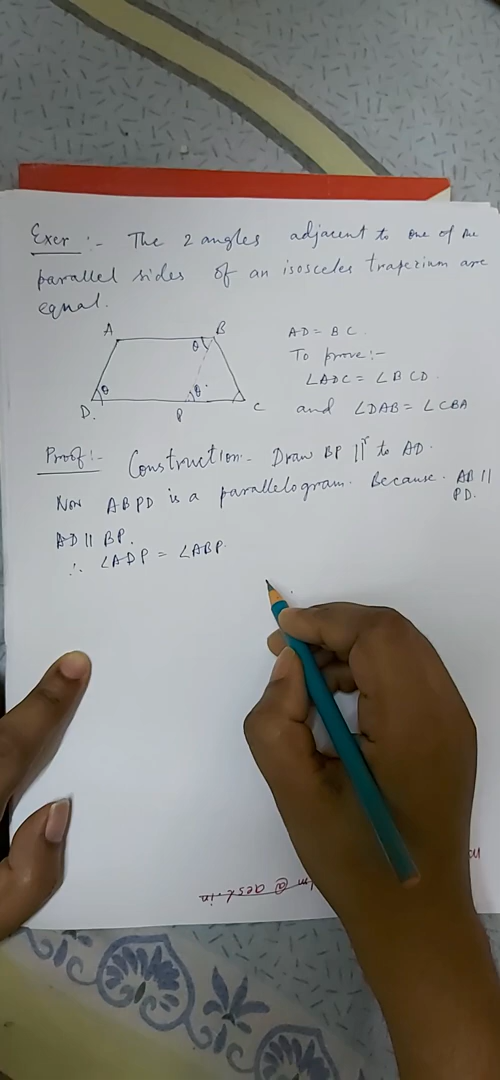 Exer :- The 2 angles adjacent to one of the
parallel sides of an isosceles trapezium are
equal.
A B
θ
θ θ
D. P C
AD = BC.
To prove:-
∠ADC = ∠BCD.
and ∠DAB = ∠CBA
Proof:- Construction:- Draw BP ||r to AD.
Now ABPD is a parallelogram. Because. AB ||
PD.
AD || BP.
∴ ∠ADP = ∠ABP.
@ aesl.in